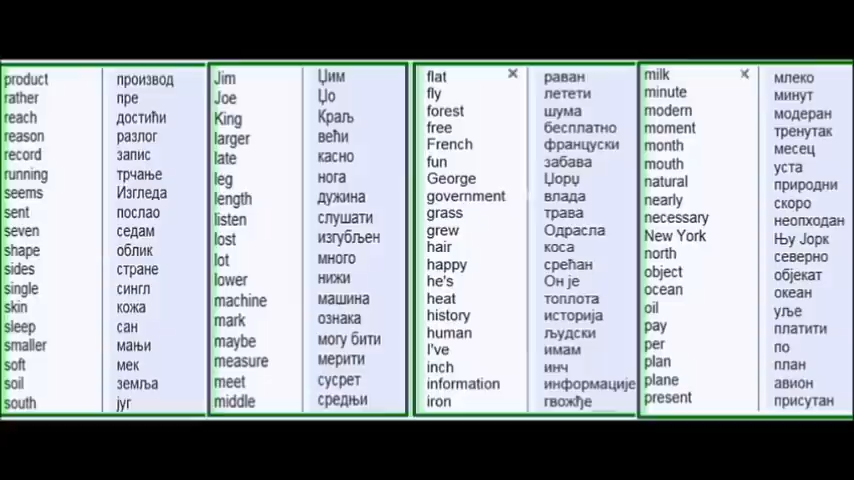 product производ
rather пре
reach достићи
reason разлог
record запис
running трчање
seems Изгледа
sent послао
seven седам
shape облик
sides стране
single сингл
skin кожа
sleep сан
smaller мањи
soft мек
soil земља
south југ
Jim Џим
Joe Џо
King Краљ
larger већи
late касно
leg нога
length дужина
listen слушати
lost изгубљен
lot много
lower нижи
machine машина
mark ознака
maybe могу бити
measure мерити
meet сусрет
middle средњи
flat × раван
fly летети
forest шума
free бесплатно
French француски
fun забава
George Џорџ
government влада
grass трава
grew Одрасла
hair коса
happy срећан
he's Он је
heat топлота
history историја
human људски
I've имам
inch инч
information информације
iron гвожђе
milk × млеко
minute минут
modern модеран
moment тренутак
month месец
mouth уста
natural природни
nearly скоро
necessary неопходан
New York Њу Јорк
north северно
object објекат
ocean океан
oil уље
pay платити
per по
plan план
plane авион
present присутан